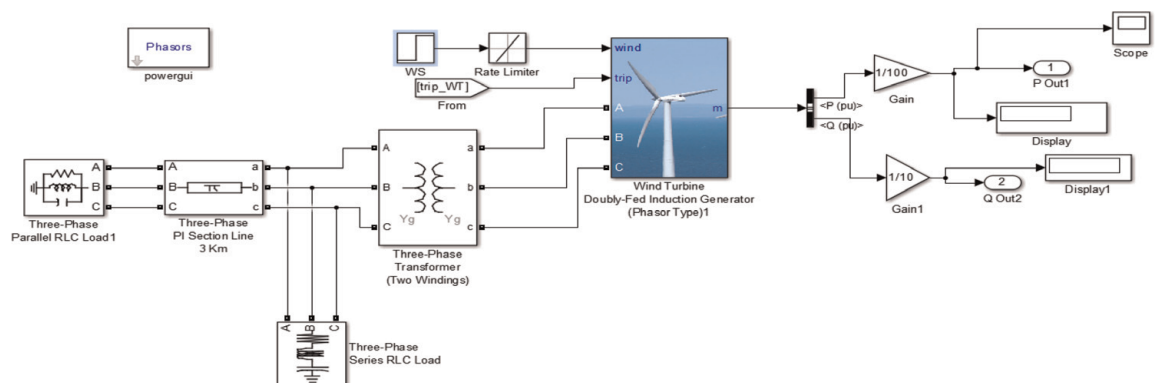 Phasors
powergui
WS
Rate Limiter
[trip_WT]
From
wind
trip
A
B
C
m
Wind Turbine
Doubly-Fed Induction Generator
(Phasor Type)1
<P (pu)>
<Q (pu)>
1/100
Gain
1
P Out1
Scope
Display
1/10
Gain1
2
Q Out2
Display1
A
B
C
Three-Phase
Parallel RLC Load1
A
B
C
a
b
c
Three-Phase
PI Section Line
3 Km
A
B
C
a
b
c
Yg
Yg
Three-Phase
Transformer
(Two Windings)
A
B
C
Three-Phase
Series RLC Load